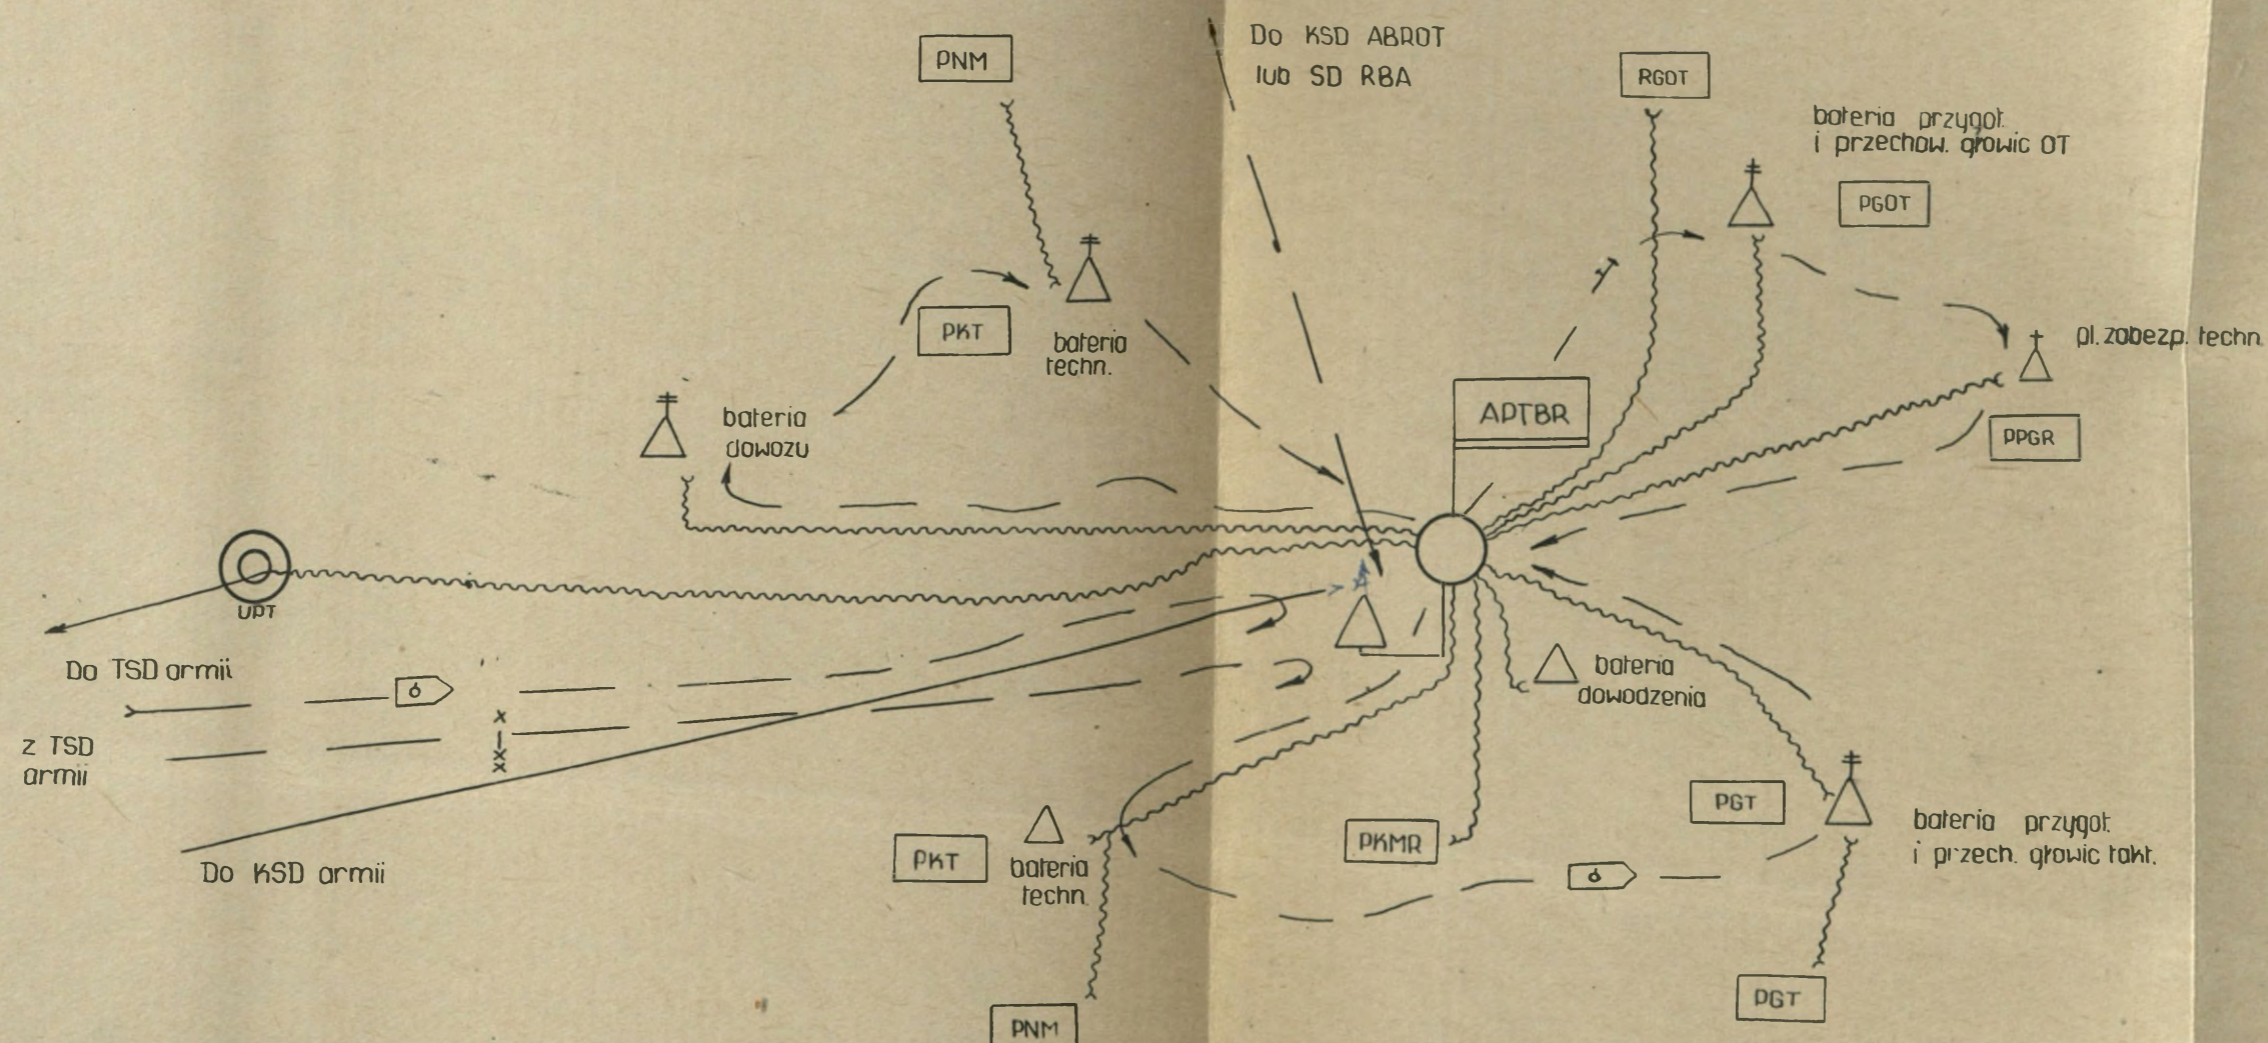 PNM
Do KSD ABROT
lub SD RBA
RGOT
bateria przygot.
i przechow. głowic OT
PGOT
PKT
bateria
techn.
pl. zabezp. techn.
bateria
dowozu
APTBR
PPGR
UPT
Do TSD armii
6
z TSD
armii
Do KSD armii
bateria
dowodzenia
PKT
bateria
techn.
PKMR
6
PGT
bateria przygot.
i przech. głowic takt.
PGT
PNM